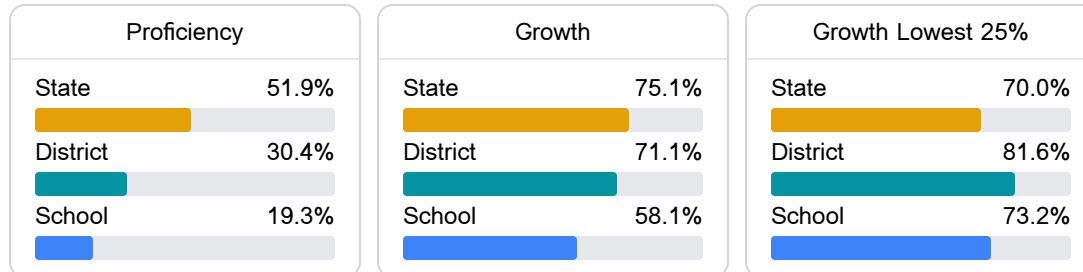 Proficiency
State 51.9%
District 30.4%
School 19.3%
Growth
State 75.1%
District 71.1%
School 58.1%
Growth Lowest 25%
State 70.0%
District 81.6%
School 73.2%